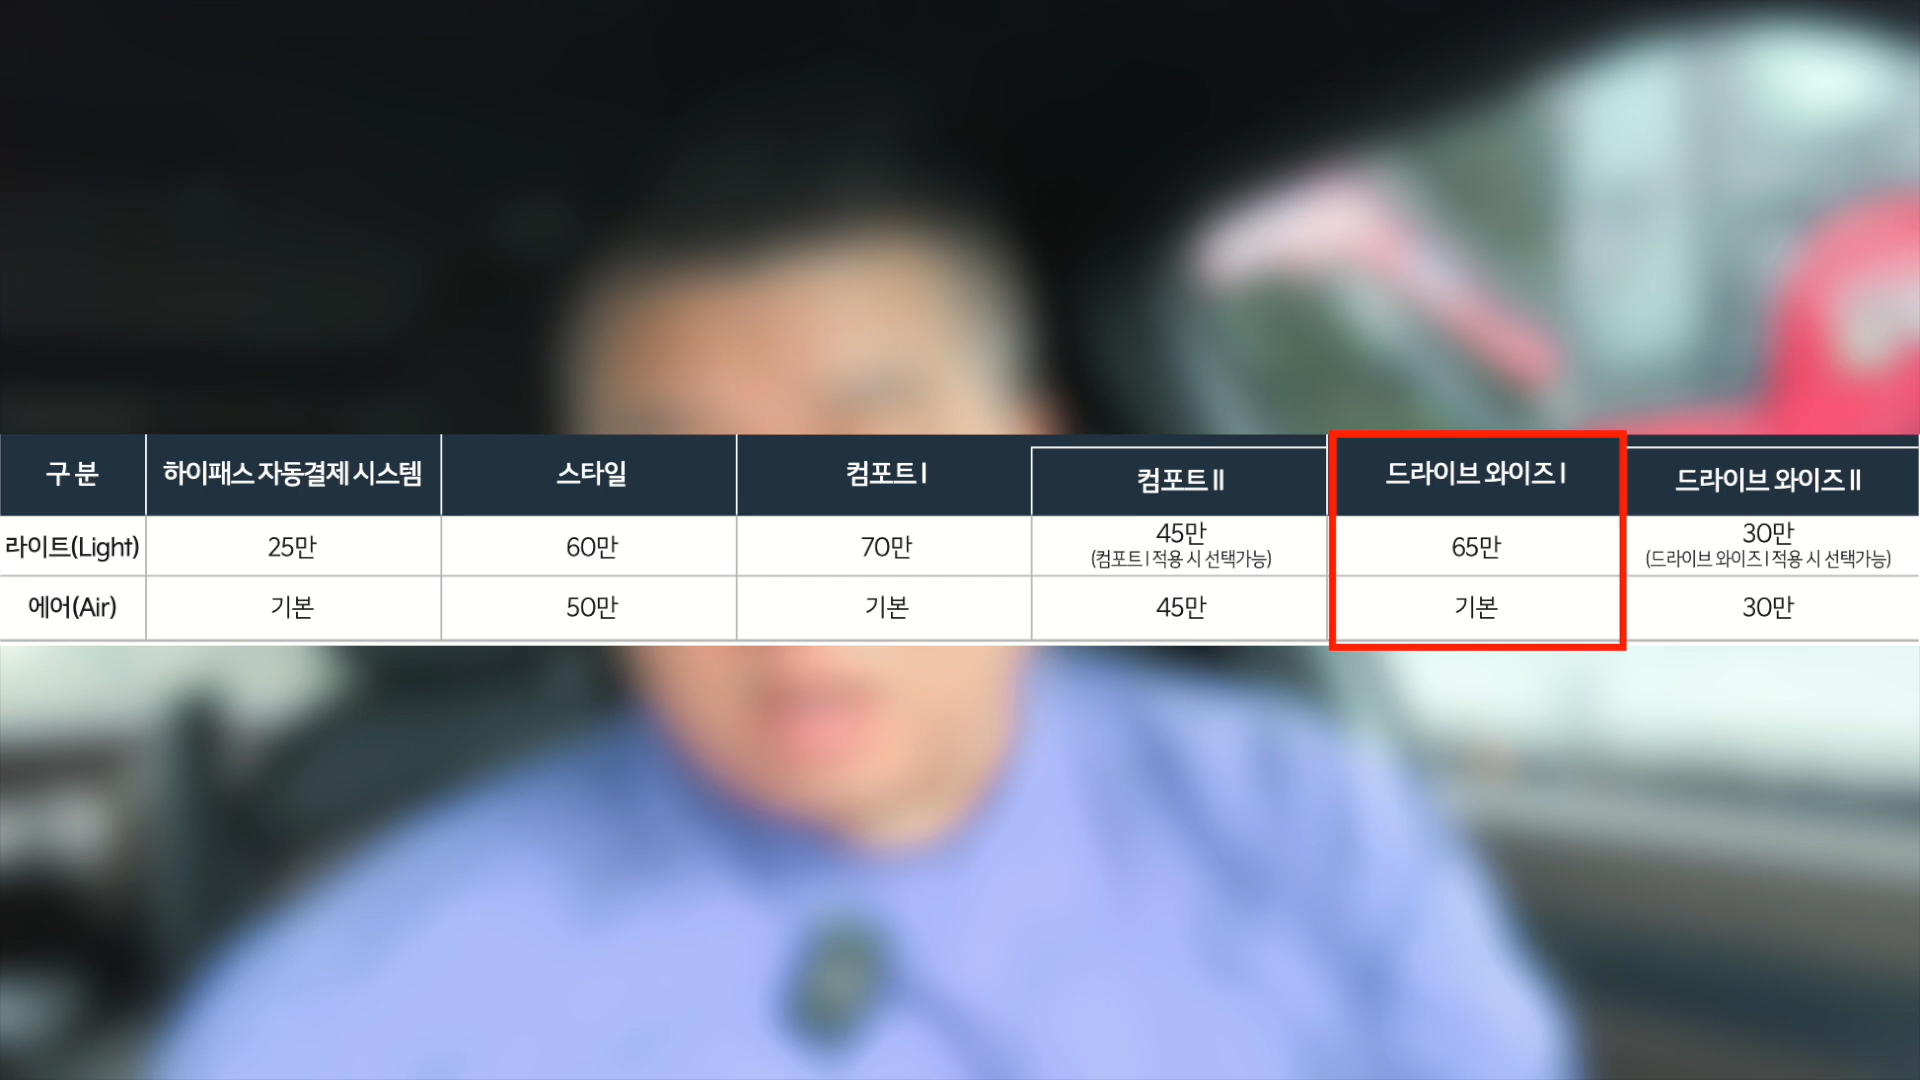 구 분 하이패스 자동결제 시스템 스타일 컴포트 I 컴포트 II 드라이브 와이즈 I 드라이브 와이즈 II
라이트(Light) 25만 60만 70만 45만 (컴포트 I 적용 시 선택가능) 65만 30만 (드라이브 와이즈 I 적용 시 선택가능)
에어(Air) 기본 50만 기본 45만 기본 30만